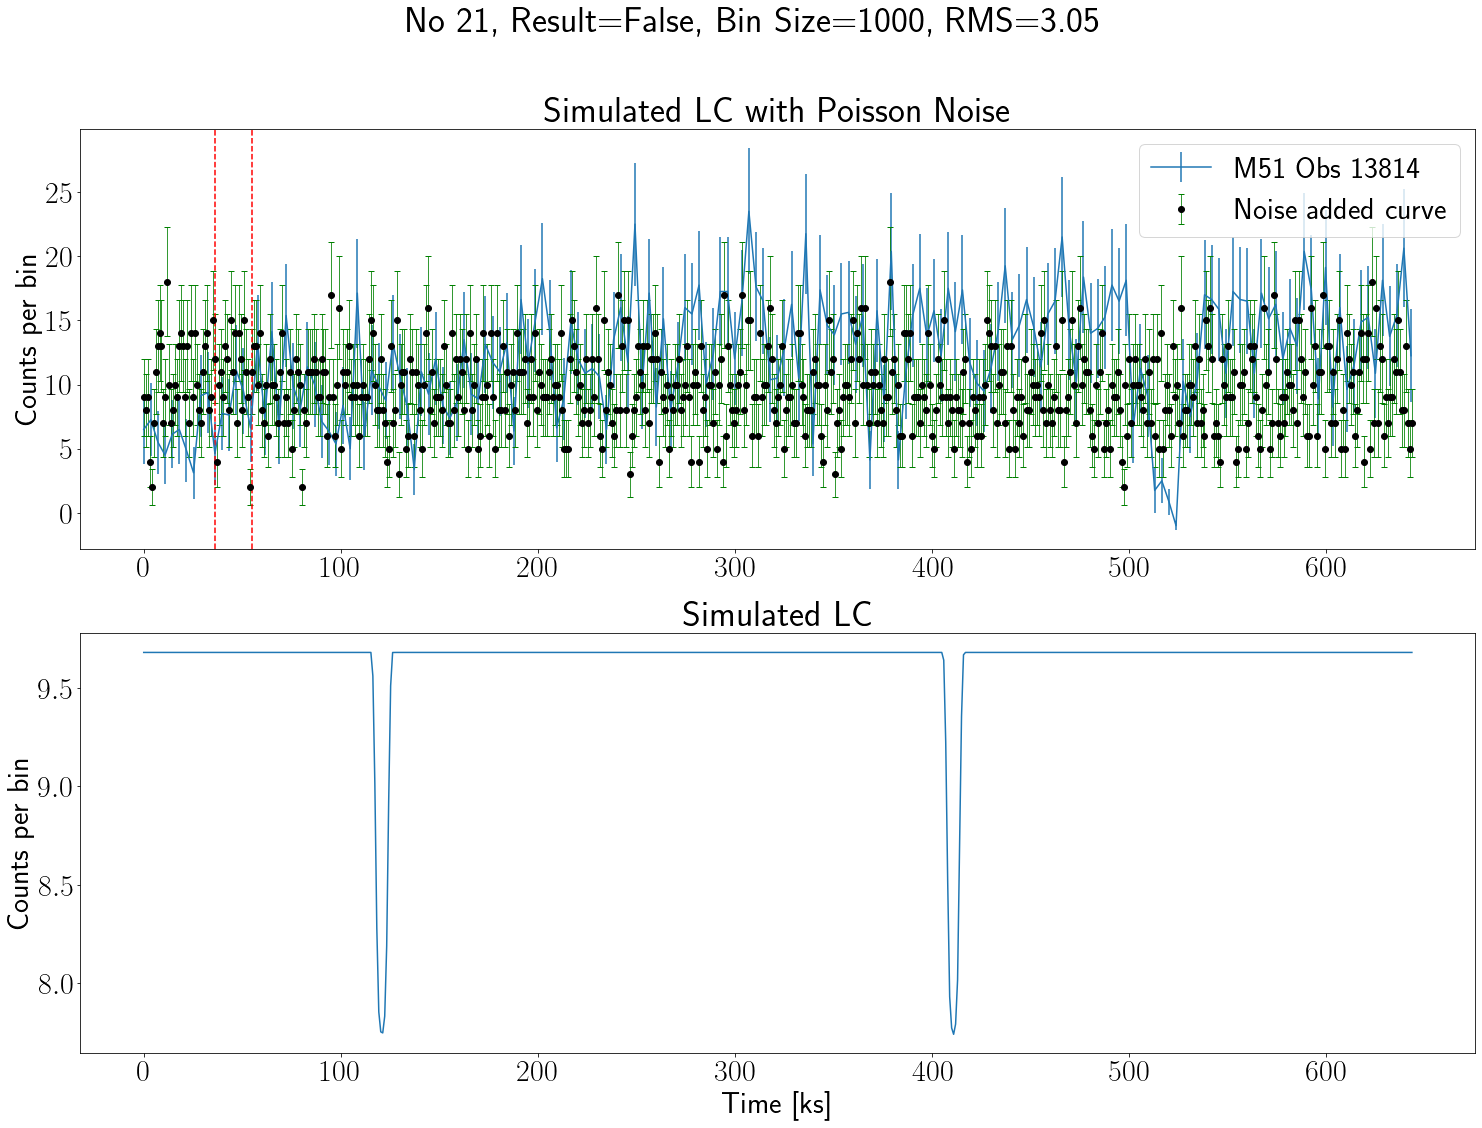 No 21, Result=False, Bin Size=1000, RMS=3.05
Simulated LC with Poisson Noise
Counts per bin
25
20
15
10
5
0
M51 Obs 13814
Noise added curve
0 100 200 300 400 500 600
Simulated LC
Counts per bin
9.5
9.0
8.5
8.0
0 100 200 300 400 500 600
Time [ks]